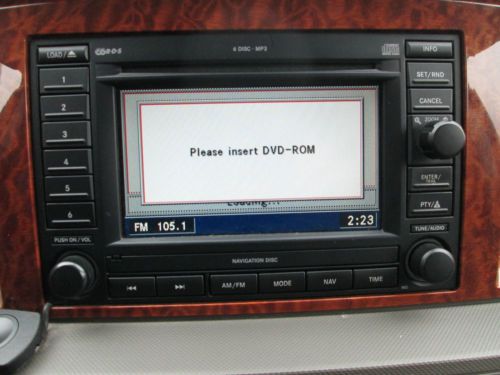 LOAD/
6 DISC · MP3
INFO
1
SET/RND
2
CANCEL
3
ZOOM
Please insert DVD-ROM
4
5
ENTER/
6
PTY/
Loading...
FM 105.1
2:23
PUSH ON/VOL
TUNE/AUDIO
NAVIGATION DISC
AM/FM
MODE
NAV
TIME